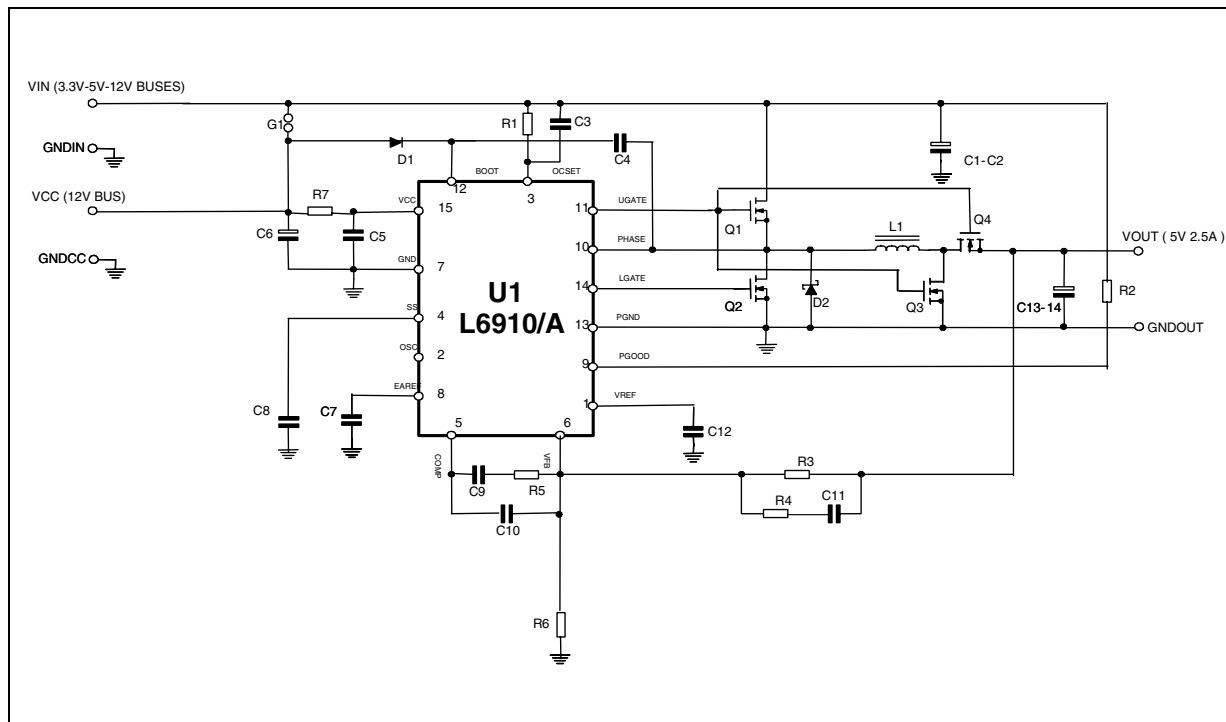 VIN (3.3V-5V-12V BUSES)
G1
R1
C3
GNDIN
D1
C4
C1-C2
BOOT
OCSET
12
3
VCC (12V BUS)
R7
VCC
15
11
UGATE
Q1
Q4
C6
C5
L1
10
PHASE
VOUT ( 5V 2.5A )
GNDCC
GND
7
14
LGATE
Q2
D2
Q3
C13-14
R2
U1
L6910/A
SS
4
13
PGND
GNDOUT
OSC
2
9
PGOOD
EAREF
8
1
VREF
C8
C7
C12
5
6
COMP
VFB
C9
R5
R3
R4
C11
C10
R6